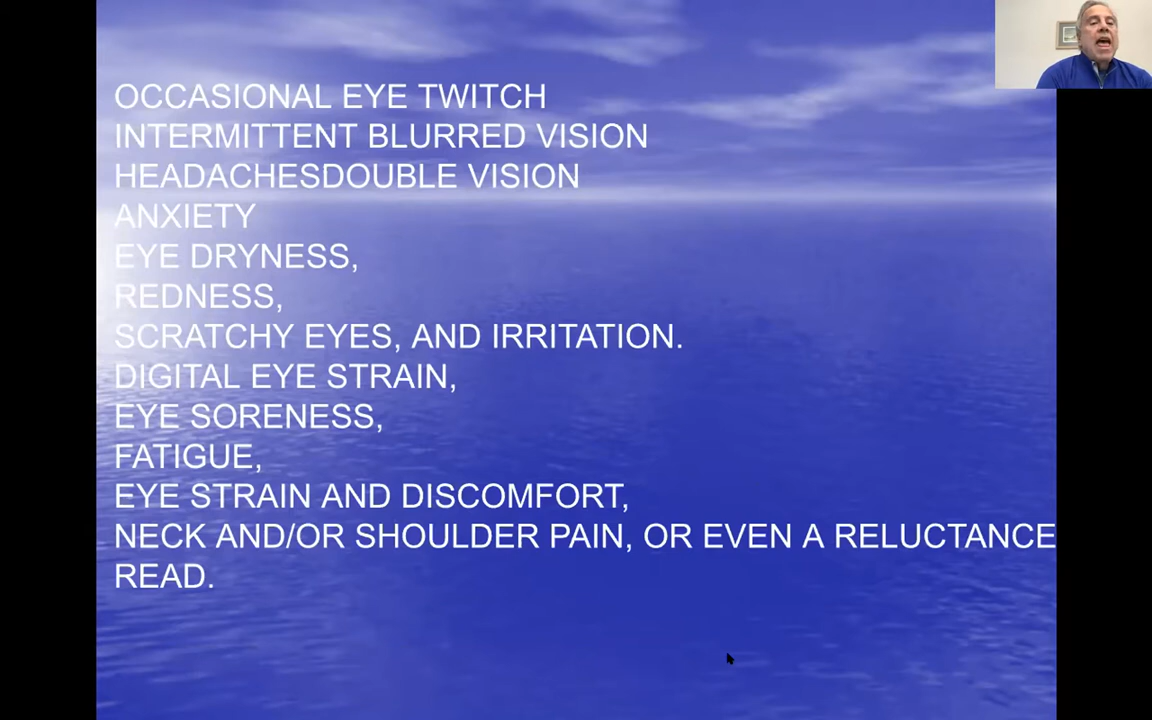 OCCASIONAL EYE TWITCH
INTERMITTENT BLURRED VISION
HEADACHESDOUBLE VISION
ANXIETY
EYE DRYNESS,
REDNESS,
SCRATCHY EYES, AND IRRITATION.
DIGITAL EYE STRAIN,
EYE SORENESS,
FATIGUE,
EYE STRAIN AND DISCOMFORT,
NECK AND/OR SHOULDER PAIN, OR EVEN A RELUCTANCE
READ.